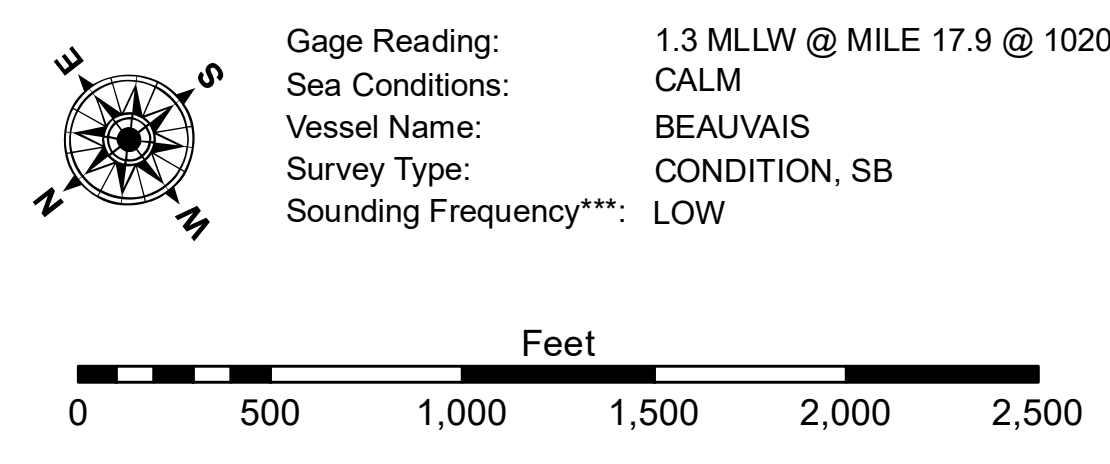 E
S
N
W
Gage Reading: 1.3 MLLW @ MILE 17.9 @ 1020
Sea Conditions: CALM
Vessel Name: BEAUVAIS
Survey Type: CONDITION, SB
Sounding Frequency***: LOW
Feet
0 500 1,000 1,500 2,000 2,500